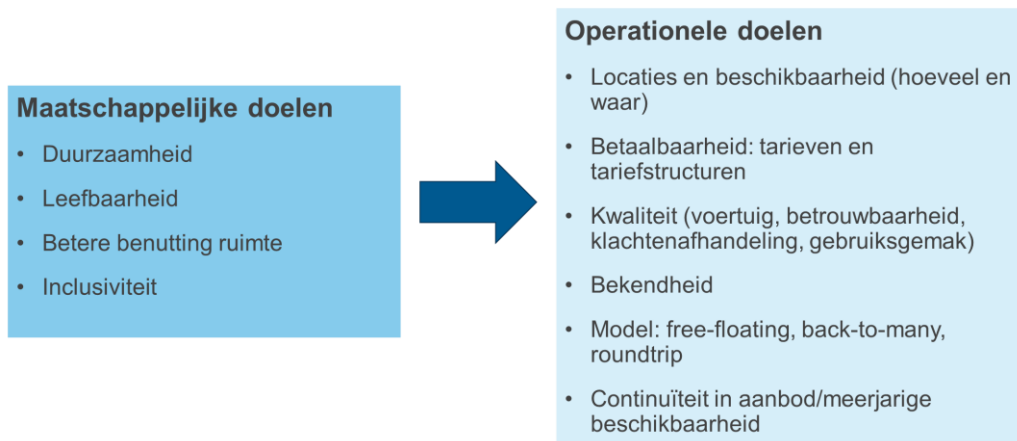 Maatschappelijke doelen
• Duurzaamheid
• Leefbaarheid
• Betere benutting ruimte
• Inclusiviteit
Operationele doelen
• Locaties en beschikbaarheid (hoeveel en
waar)
• Betaalbaarheid: tarieven en
tariefstructuren
• Kwaliteit (voertuig, betrouwbaarheid,
klachtenafhandeling, gebruiksgemak)
• Bekendheid
• Model: free-floating, back-to-many,
roundtrip
• Continuïteit in aanbod/meerjarige
beschikbaarheid